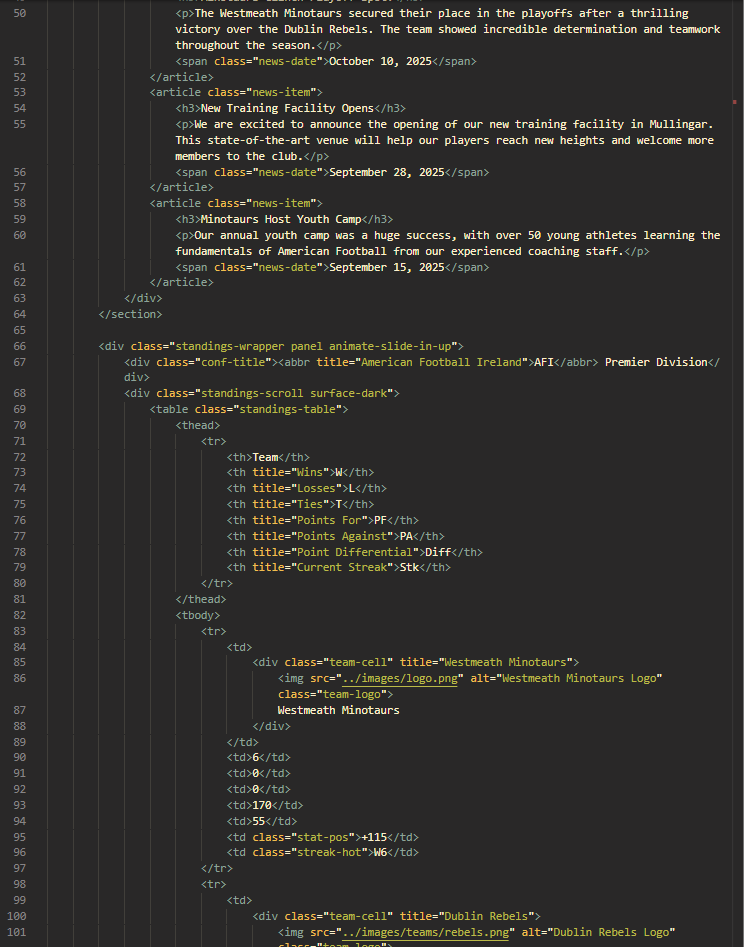 50 <p>The Westmeath Minotaurs secured their place in the playoffs after a thrilling
victory over the Dublin Rebels. The team showed incredible determination and teamwork
throughout the season.</p>
51 <span class="news-date">October 10, 2025</span>
52 </article>
53 <article class="news-item">
54 <h3>New Training Facility Opens</h3>
55 <p>We are excited to announce the opening of our new training facility in Mullingar.
This state-of-the-art venue will help our players reach new heights and welcome more
members to the club.</p>
56 <span class="news-date">September 28, 2025</span>
57 </article>
58 <article class="news-item">
59 <h3>Minotaurs Host Youth Camp</h3>
60 <p>Our annual youth camp was a huge success, with over 50 young athletes learning the
fundamentals of American Football from our experienced coaching staff.</p>
61 <span class="news-date">September 15, 2025</span>
62 </article>
63 </div>
64 </section>
65
66 <div class="standings-wrapper panel animate-slide-in-up">
67 <div class="conf-title"><abbr title="American Football Ireland">AFI</abbr> Premier Division</
div>
68 <div class="standings-scroll surface-dark">
69 <table class="standings-table">
70 <thead>
71 <tr>
72 <th>Team</th>
73 <th title="Wins">W</th>
74 <th title="Losses">L</th>
75 <th title="Ties">T</th>
76 <th title="Points For">PF</th>
77 <th title="Points Against">PA</th>
78 <th title="Point Differential">Diff</th>
79 <th title="Current Streak">Stk</th>
80 </tr>
81 </thead>
82 <tbody>
83 <tr>
84 <td>
85 <div class="team-cell" title="Westmeath Minotaurs">
86 <img src="../images/logo.png" alt="Westmeath Minotaurs Logo"
class="team-logo">
87 Westmeath Minotaurs
88 </div>
89 </td>
90 <td>6</td>
91 <td>0</td>
92 <td>0</td>
93 <td>170</td>
94 <td>55</td>
95 <td class="stat-pos">+115</td>
96 <td class="streak-hot">W6</td>
97 </tr>
98 <tr>
99 <td>
100 <div class="team-cell" title="Dublin Rebels">
101 <img src="../images/teams/rebels.png" alt="Dublin Rebels Logo"